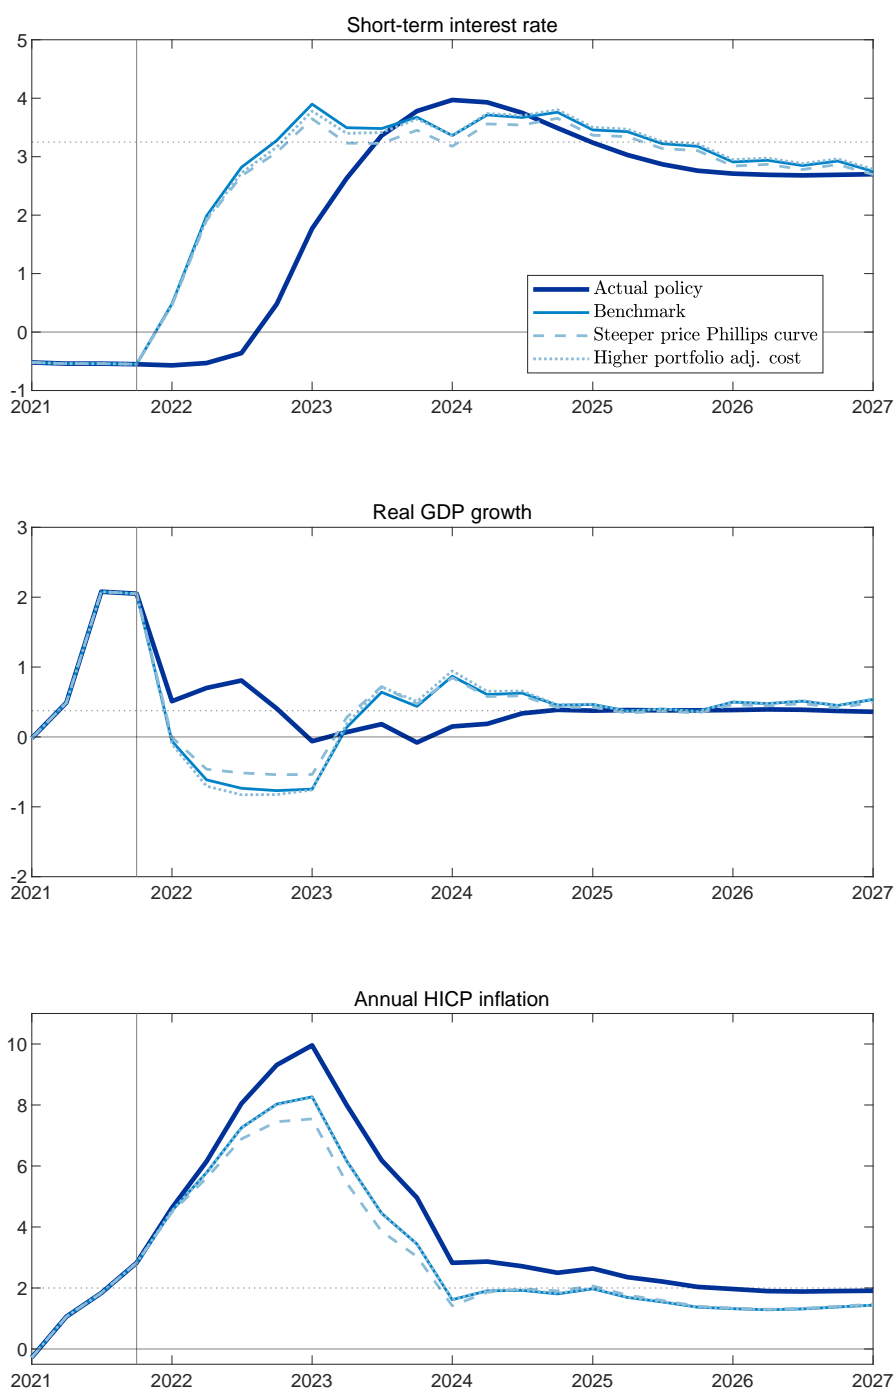 Short-term interest rate
5
4
3
2
1
0
-1
Actual policy
Benchmark
Steeper price Phillips curve
Higher portfolio adj. cost
2021 2022 2023 2024 2025 2026 2027
Real GDP growth
3
2
1
0
-1
-2
2021 2022 2023 2024 2025 2026 2027
Annual HICP inflation
10
8
6
4
2
0
2021 2022 2023 2024 2025 2026 2027